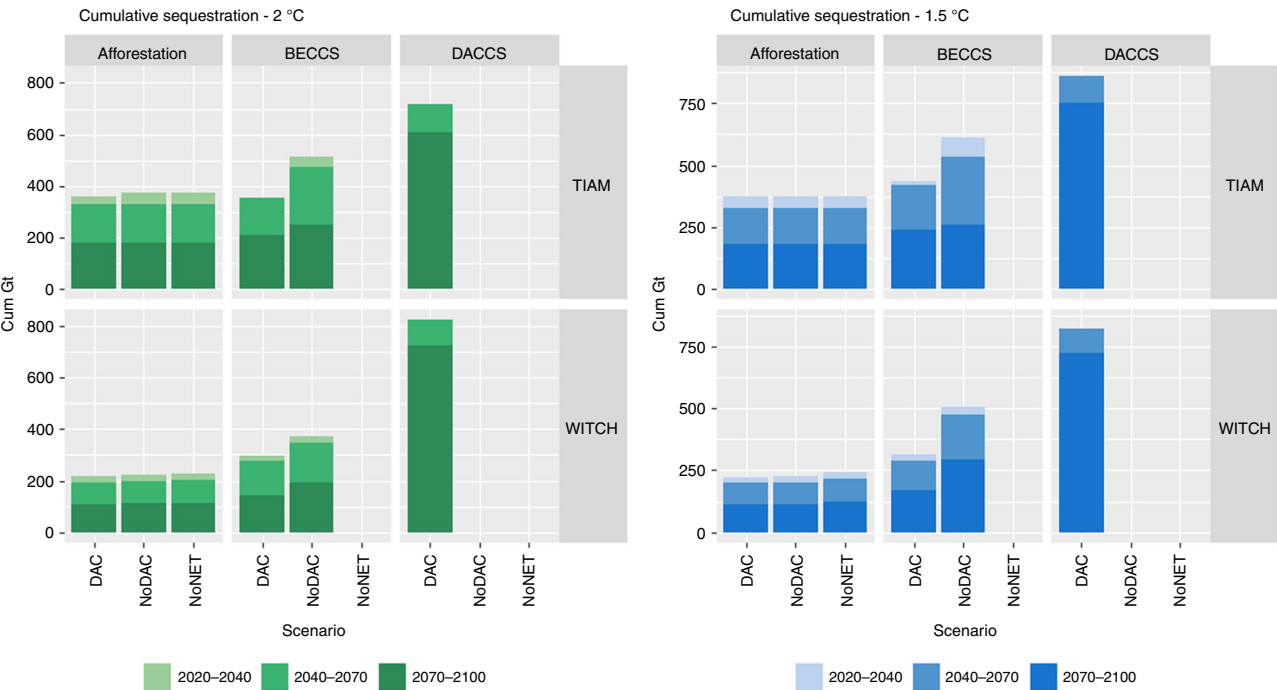 Cumulative sequestration - 2 °C
Afforestation BECCS DACCS
800
600
400
200
0
TIAM
800
600
400
200
0
WITCH
Cum Gt
DAC NoDAC NoNET DAC NoDAC NoNET DAC NoDAC NoNET
Scenario
2020–2040 2040–2070 2070–2100
Cumulative sequestration - 1.5 °C
Afforestation BECCS DACCS
750
500
250
0
TIAM
750
500
250
0
WITCH
Cum Gt
DAC NoDAC NoNET DAC NoDAC NoNET DAC NoDAC NoNET
Scenario
2020–2040 2040–2070 2070–2100